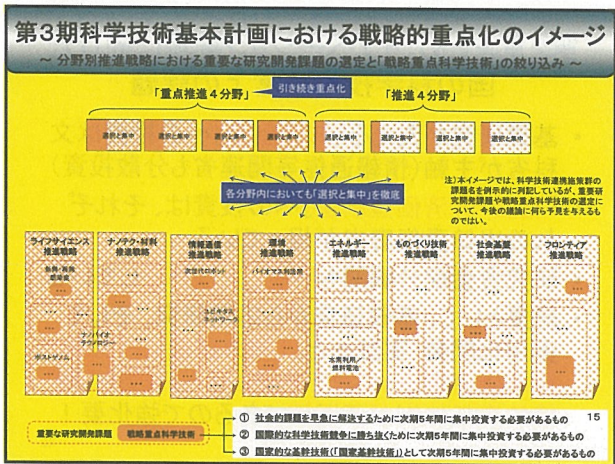 第3期科学技術基本計画における戦略的重点化のイメージ
～ 分野別推進戦略における重要な研究開発課題の選定と「戦略重点科学技術」の絞り込み ～
「重点推進4分野」
引き続き重点化
「推進4分野」
選択と集中
選択と集中
選択と集中
選択と集中
選択と集中
選択と集中
選択と集中
選択と集中
各分野内においても「選択と集中」を徹底
注)本イメージでは、科学技術連携施策群の
課題名を例示的に列記しているが、重要研
究開発課題や戦略重点科学技術の選定に
ついて、今後の議論に何ら予見を与えるも
のではない。
ライフサイエンス
推進戦略
ナノテク・材料
推進戦略
情報通信
推進戦略
環境
推進戦略
エネルギー
推進戦略
ものづくり技術
推進戦略
社会基盤
推進戦略
フロンティア
推進戦略
新興・再興
感染症
次世代ロボット
バイオマス利活用
ユビキタス
ネットワーク
ナノバイオ
テクノロジー
ポストゲノム
水素利用／
燃料電池
重要な研究開発課題
戦略重点科学技術
① 社会的課題を早急に解決するために次期5年間に集中投資する必要があるもの
② 国際的な科学技術競争に勝ち抜くために次期5年間に集中投資する必要があるもの
③ 国家的な基幹技術(「国家基幹技術」)として次期5年間に集中投資する必要があるもの
15